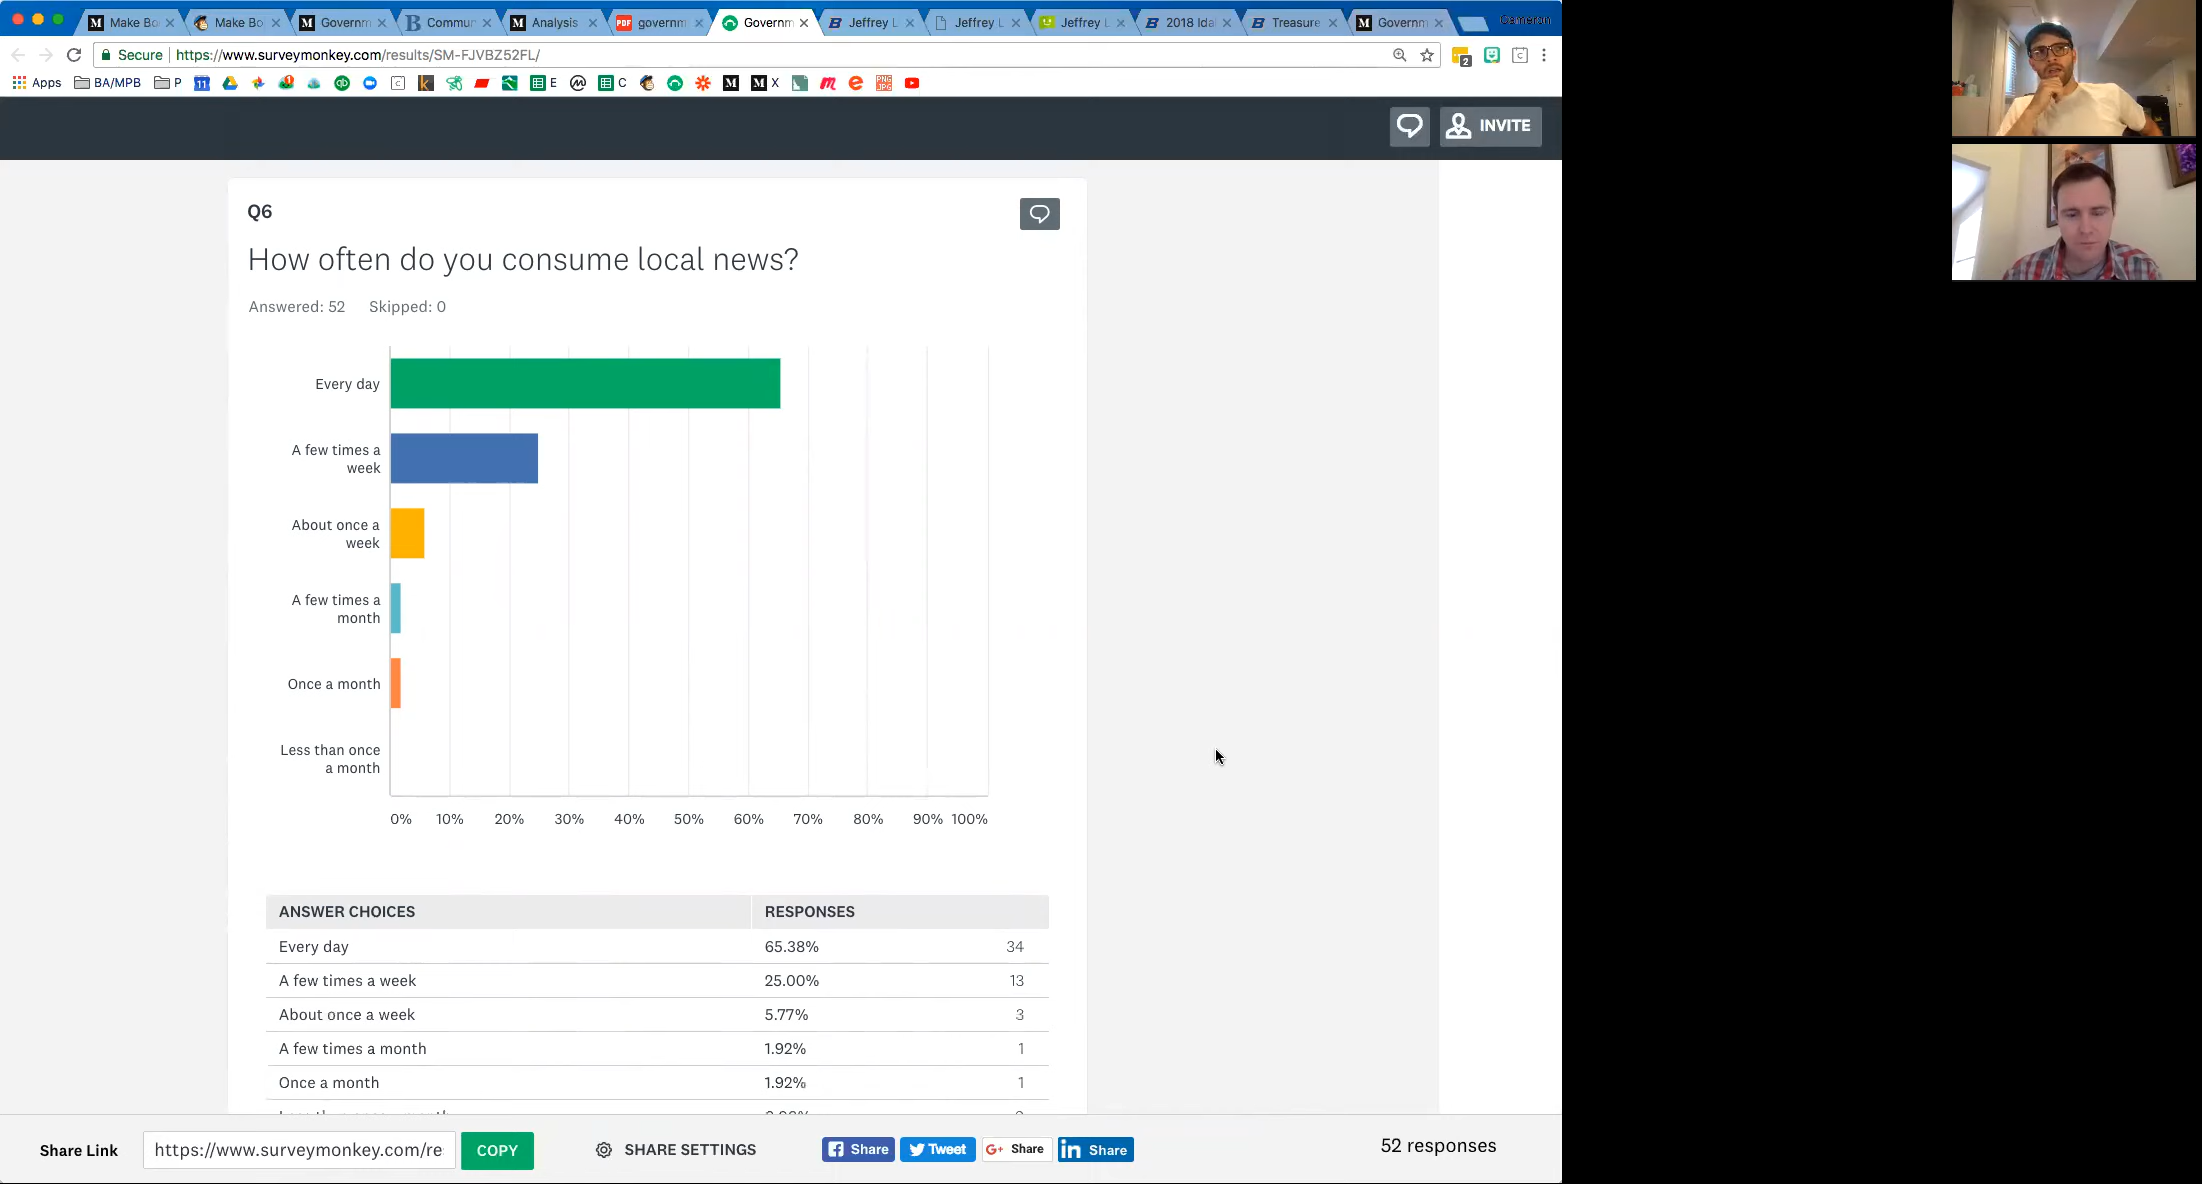 Make Bo
Make Bo
Governm
Commun
Analysis
governm
Governm
Jeffrey L
Jeffrey L
Jeffrey L
2018 Ida
Treasure
Governm
Cameron
Secure
https://www.surveymonkey.com/results/SM-FJVBZ52FL/
2
Apps
BA/MPB
P
E
C
X
INVITE
Q6
How often do you consume local news?
Answered: 52 Skipped: 0
Every day
A few times a
week
About once a
week
A few times a
month
Once a month
Less than once
a month
0% 10% 20% 30% 40% 50% 60% 70% 80% 90% 100%
ANSWER CHOICES RESPONSES
Every day 65.38% 34
A few times a week 25.00% 13
About once a week 5.77% 3
A few times a month 1.92% 1
Once a month 1.92% 1
Share Link
https://www.surveymonkey.com/re
COPY
SHARE SETTINGS
Share
Tweet
G+ Share
in Share
52 responses